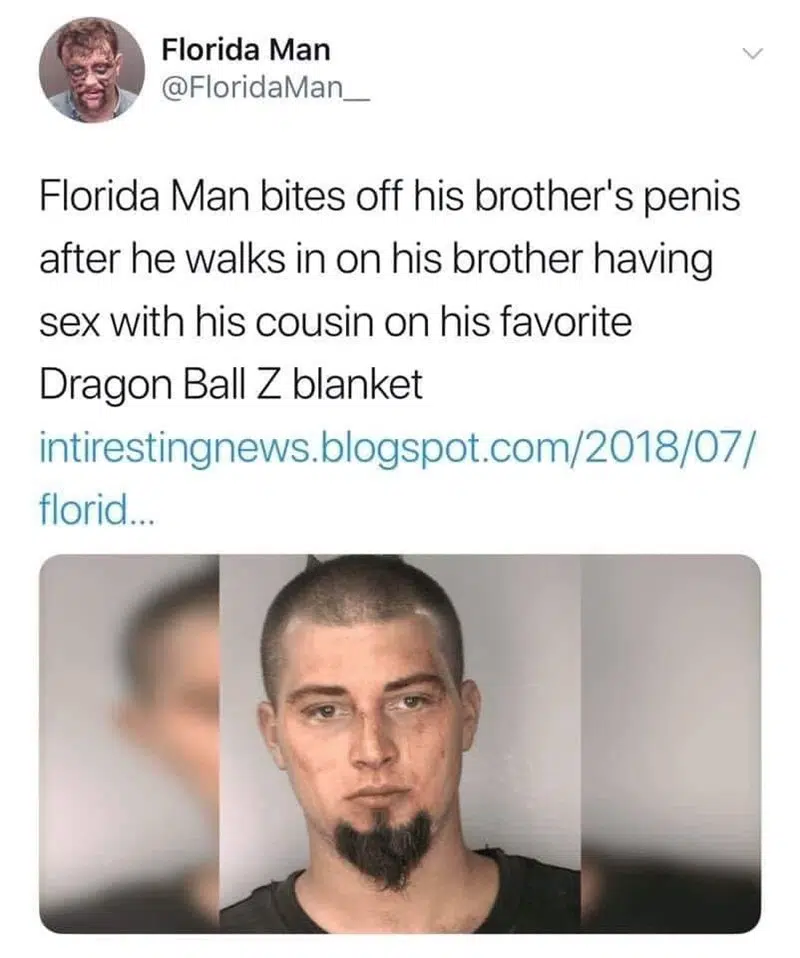 Florida Man
@FloridaMan__
Florida Man bites off his brother's penis
after he walks in on his brother having
sex with his cousin on his favorite
Dragon Ball Z blanket
intirestingnews.blogspot.com/2018/07/
florid...